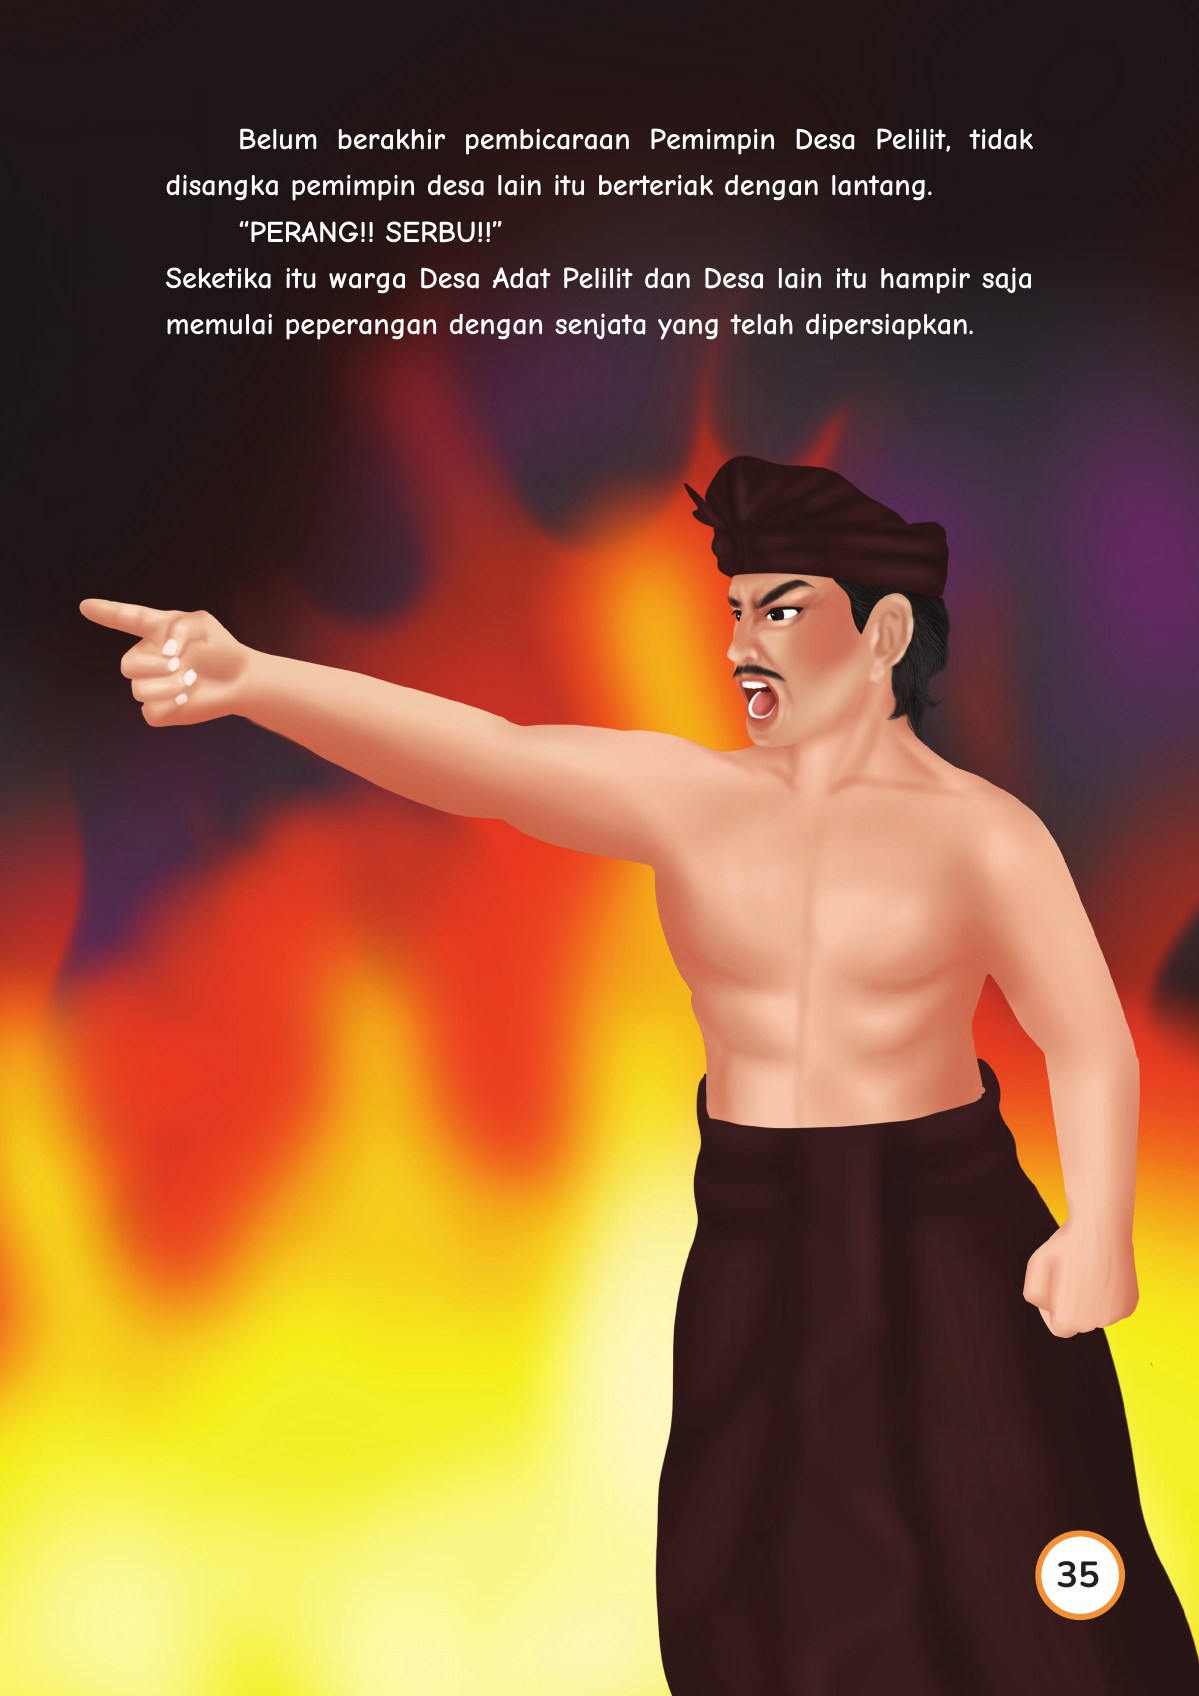 Belum berakhir pembicaraan Pemimpin Desa Pelilit, tidak
disangka pemimpin desa lain itu berteriak dengan lantang.
“PERANG!! SERBU!!”
Seketika itu warga Desa Adat Pelilit dan Desa lain itu hampir saja
memulai peperangan dengan senjata yang telah dipersiapkan.
35